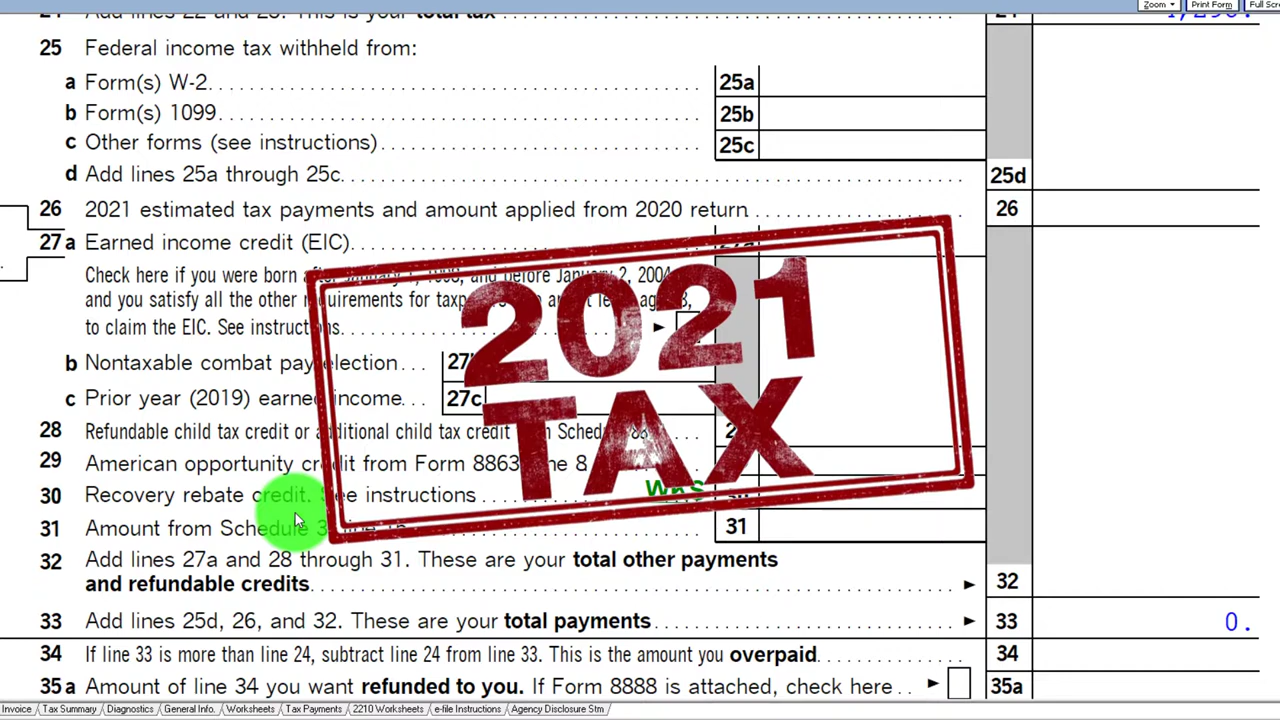 Zoom Print Form Full Scre
24 Add lines 22 and 23. This is your total tax 24
25 Federal income tax withheld from:
a Form(s) W-2 25a
b Form(s) 1099 25b
c Other forms (see instructions) 25c
d Add lines 25a through 25c. 25d
26 2021 estimated tax payments and amount applied from 2020 return 26
27a Earned income credit (EIC)
Check here if you were born January 2, 2004
and you satisfy all the other requirements for
to claim the EIC. See instructions.
2021
b Nontaxable combat pay election
c Prior year (2019) earned income 27c
TAX
28 Refundable child tax credit or additional child tax credit
29 American opportunity credit from Form 8863, line 8
30 Recovery rebate credit. See instructions
31 Amount from Schedule 3 31
32 Add lines 27a and 28 through 31. These are your total other payments
and refundable credits 32
33 Add lines 25d, 26, and 32. These are your total payments 33 0.
34 If line 33 is more than line 24, subtract line 24 from line 33. This is the amount you overpaid 34
35a Amount of line 34 you want refunded to you. If Form 8888 is attached, check here 35a
Invoice Tax Summary Diagnostics General Info. Worksheets Tax Payments 2210 Worksheets e-file Instructions Agency Disclosure Stm